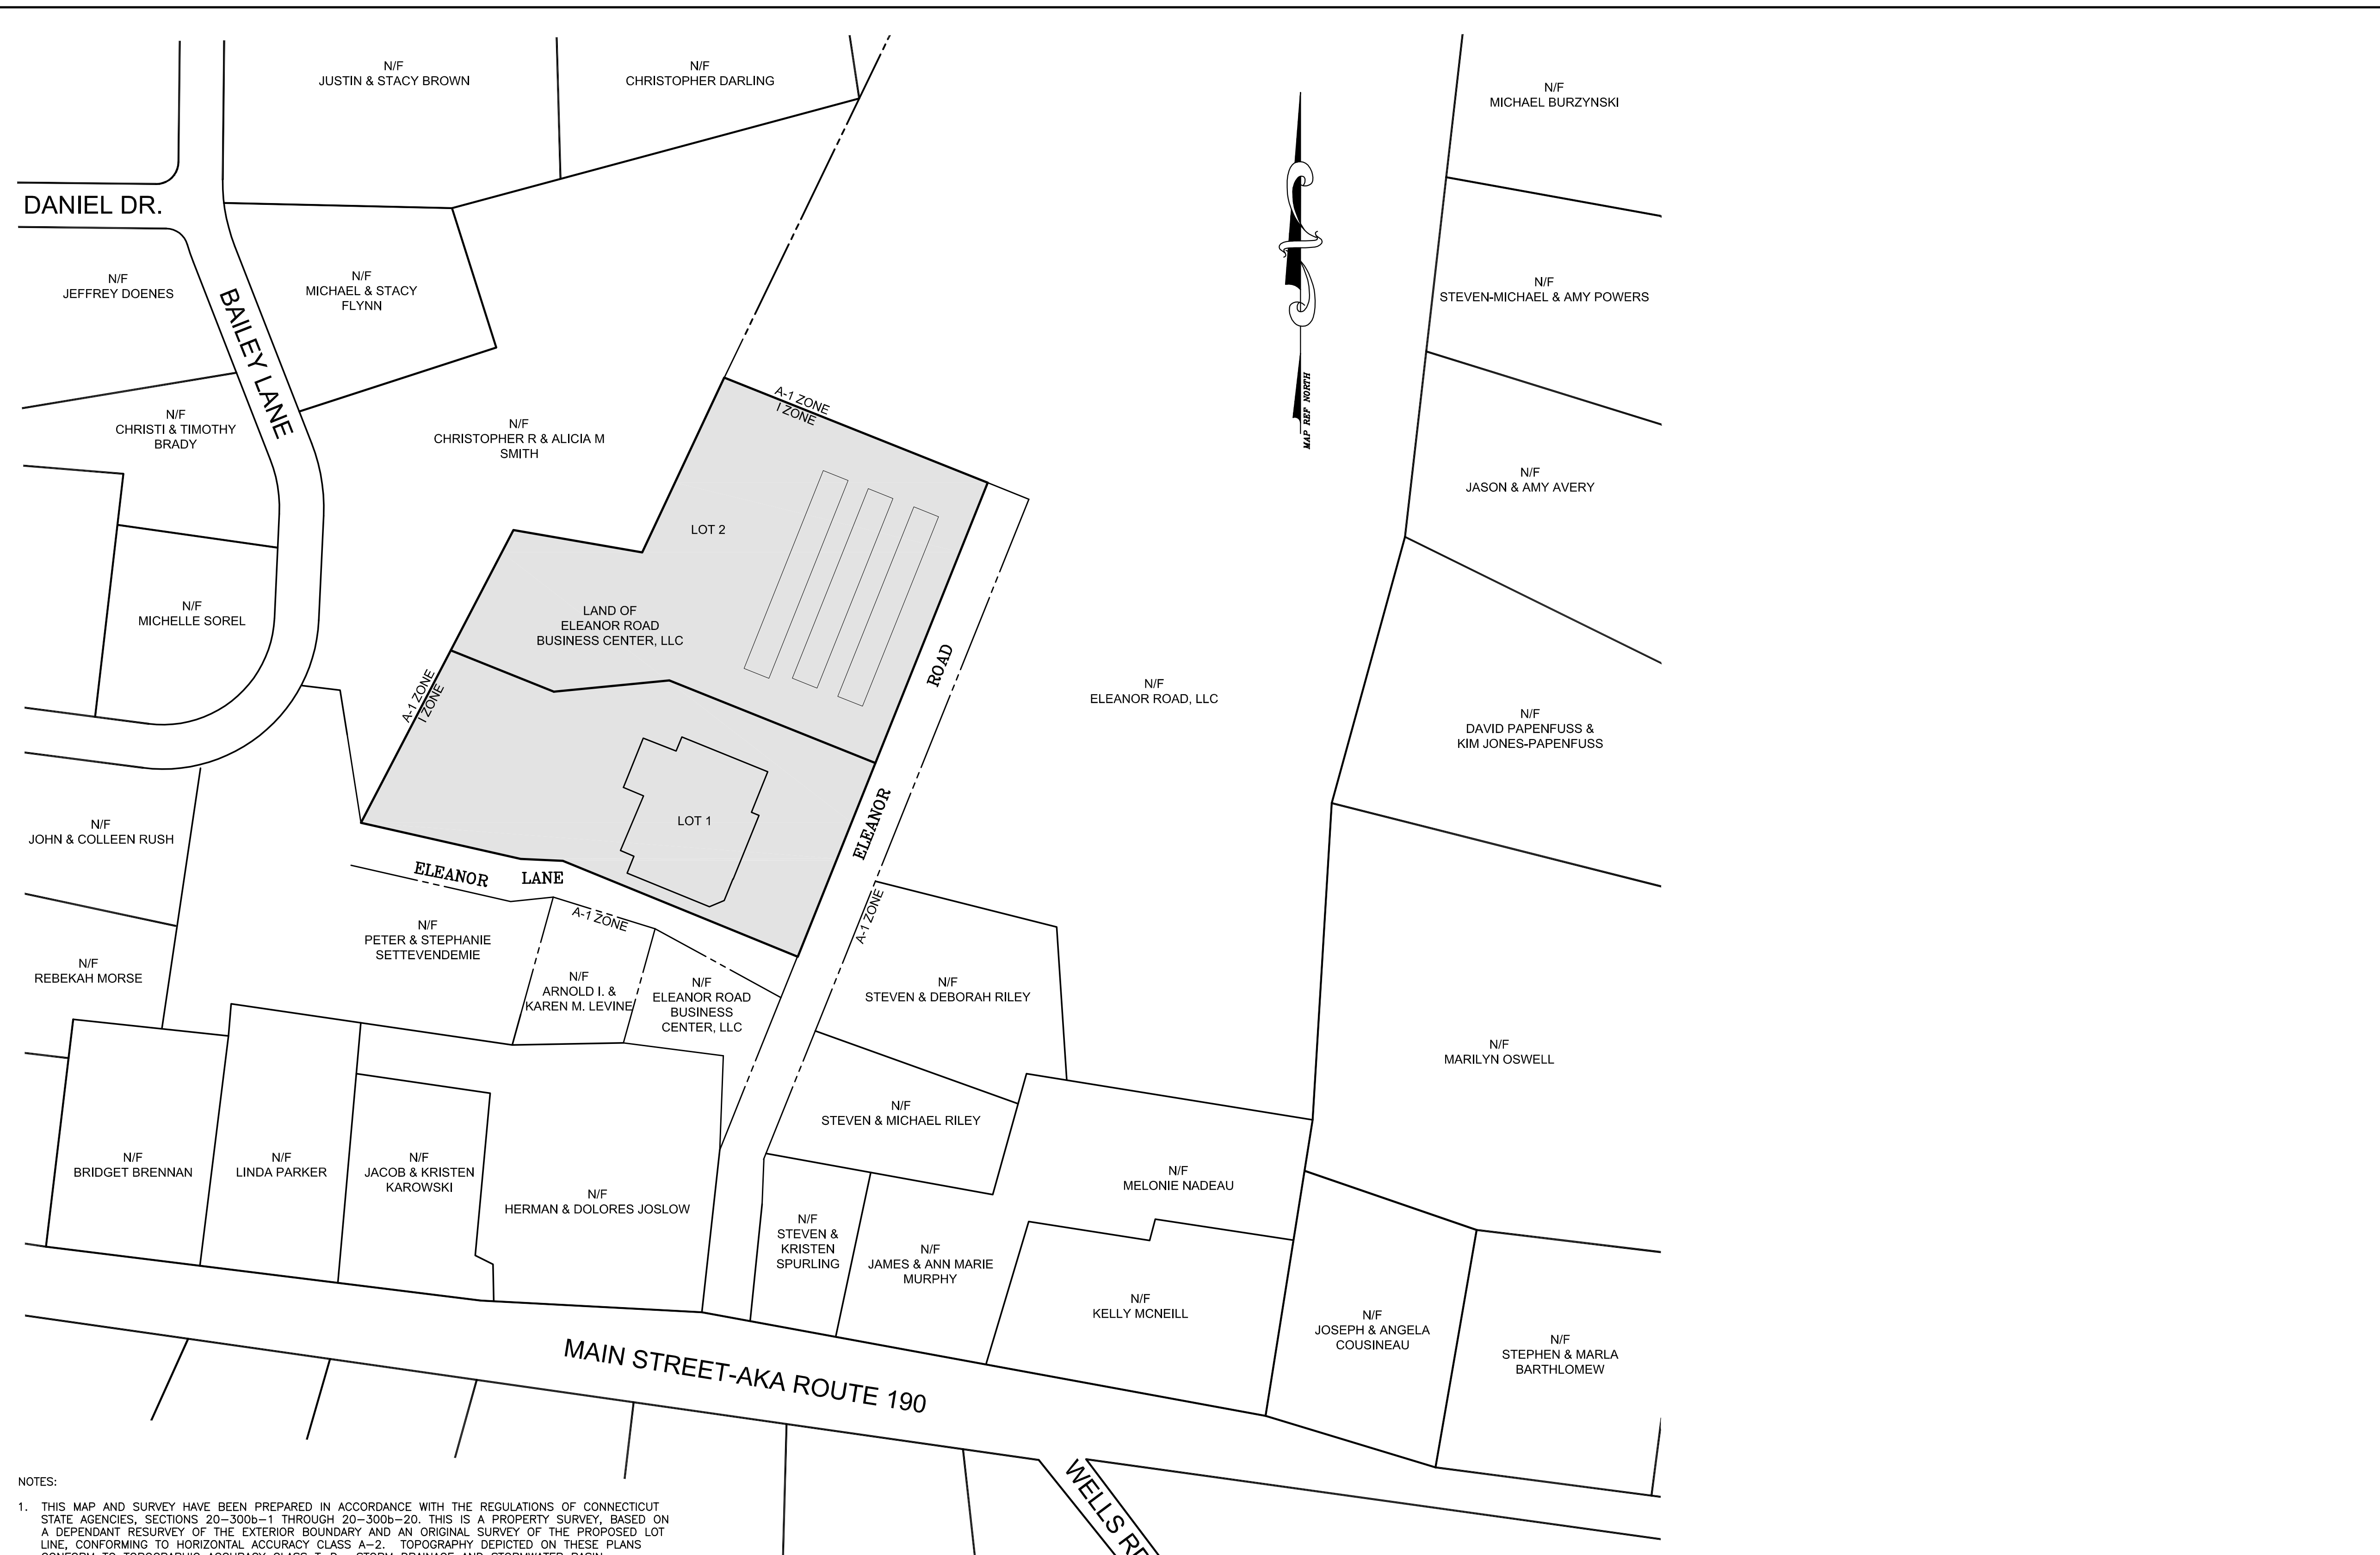 N/F
JUSTIN & STACY BROWN
N/F
CHRISTOPHER DARLING
N/F
MICHAEL BURZYNSKI
DANIEL DR.
N/F
JEFFREY DOENES
BAILEY LANE
N/F
MICHAEL & STACY
FLYNN
N/F
STEVEN-MICHAEL & AMY POWERS
MAP REF NORTH
A-1 ZONE
I ZONE
N/F
CHRISTI & TIMOTHY
BRADY
N/F
CHRISTOPHER R & ALICIA M
SMITH
N/F
JASON & AMY AVERY
LOT 2
N/F
MICHELLE SOREL
LAND OF
ELEANOR ROAD
BUSINESS CENTER, LLC
A-1 ZONE
I ZONE
ELEANOR ROAD
N/F
ELEANOR ROAD, LLC
N/F
DAVID PAPENFUSS &
KIM JONES-PAPENFUSS
N/F
JOHN & COLLEEN RUSH
LOT 1
ELEANOR LANE
A-1 ZONE
A-1 ZONE
N/F
PETER & STEPHANIE
SETTEVENDEMIE
N/F
REBEKAH MORSE
N/F
ARNOLD I. &
KAREN M. LEVINE
N/F
ELEANOR ROAD
BUSINESS
CENTER, LLC
N/F
STEVEN & DEBORAH RILEY
N/F
MARILYN OSWELL
N/F
STEVEN & MICHAEL RILEY
N/F
BRIDGET BRENNAN
N/F
LINDA PARKER
N/F
JACOB & KRISTEN
KAROWSKI
N/F
HERMAN & DOLORES JOSLOW
N/F
MELONIE NADEAU
N/F
STEVEN &
KRISTEN
SPURLING
N/F
JAMES & ANN MARIE
MURPHY
N/F
KELLY MCNEILL
N/F
JOSEPH & ANGELA
COUSINEAU
N/F
STEPHEN & MARLA
BARTHLOMEW
MAIN STREET-AKA ROUTE 190
WELLS
NOTES:
1. THIS MAP AND SURVEY HAVE BEEN PREPARED IN ACCORDANCE WITH THE REGULATIONS OF CONNECTICUT
STATE AGENCIES, SECTIONS 20-300b-1 THROUGH 20-300b-20. THIS IS A PROPERTY SURVEY, BASED ON
A DEPENDANT RESURVEY OF THE EXTERIOR BOUNDARY AND AN ORIGINAL SURVEY OF THE PROPOSED LOT
LINE, CONFORMING TO HORIZONTAL ACCURACY CLASS A-2. TOPOGRAPHY DEPICTED ON THESE PLANS